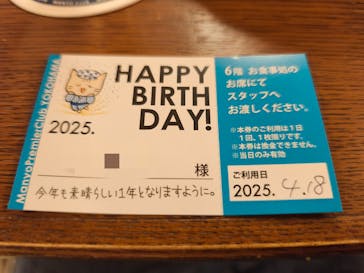 ManyoPremierClub YOKOHAMA
HAPPY
BIRTH
DAY!
2025.
様
今年も素晴らしい1年となりますように。
6階 お食事処の
お席にて
スタッフへ
お渡しください。
※本券のご利用は1日
1回、1枚限りです。
※本券は換金できません。
※当日のみ有効
ご利用日
2025. 4.18